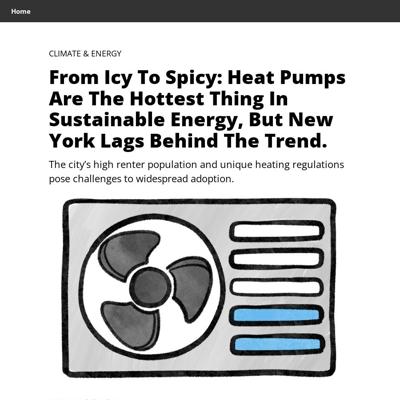 Home
CLIMATE & ENERGY
From Icy To Spicy: Heat Pumps
Are The Hottest Thing In
Sustainable Energy, But New
York Lags Behind The Trend.
The city’s high renter population and unique heating regulations
pose challenges to widespread adoption.